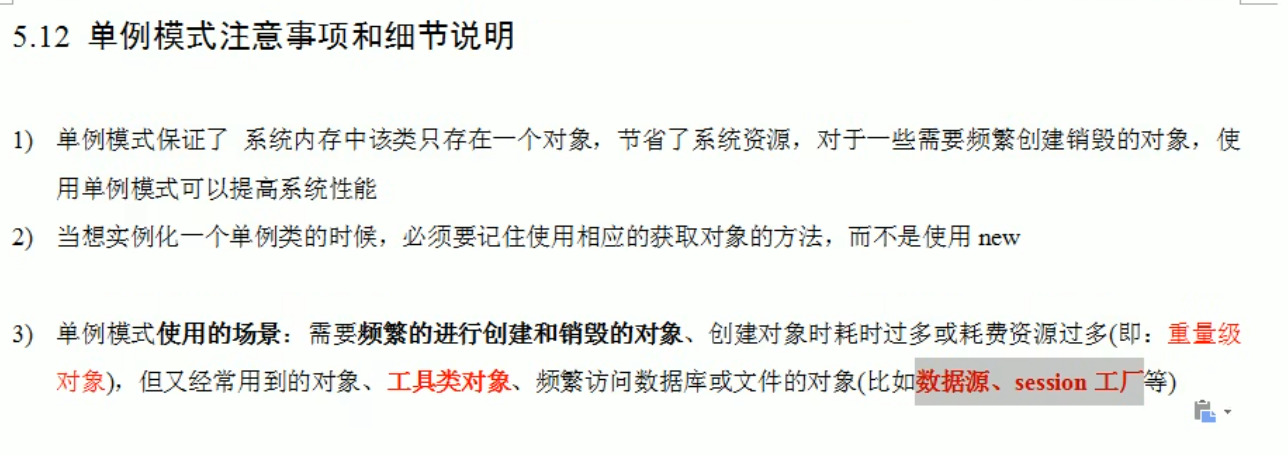 5.12 单例模式注意事项和细节说明
1) 单例模式保证了 系统内存中该类只存在一个对象，节省了系统资源，对于一些需要频繁创建销毁的对象，使
用单例模式可以提高系统性能
2) 当想实例化一个单例类的时候，必须要记住使用相应的获取对象的方法，而不是使用 new
3) 单例模式使用的场景：需要频繁的进行创建和销毁的对象、创建对象时耗时过多或耗费资源过多(即：重量级
对象)，但又经常用到的对象、工具类对象、频繁访问数据库或文件的对象(比如数据源、session 工厂等)